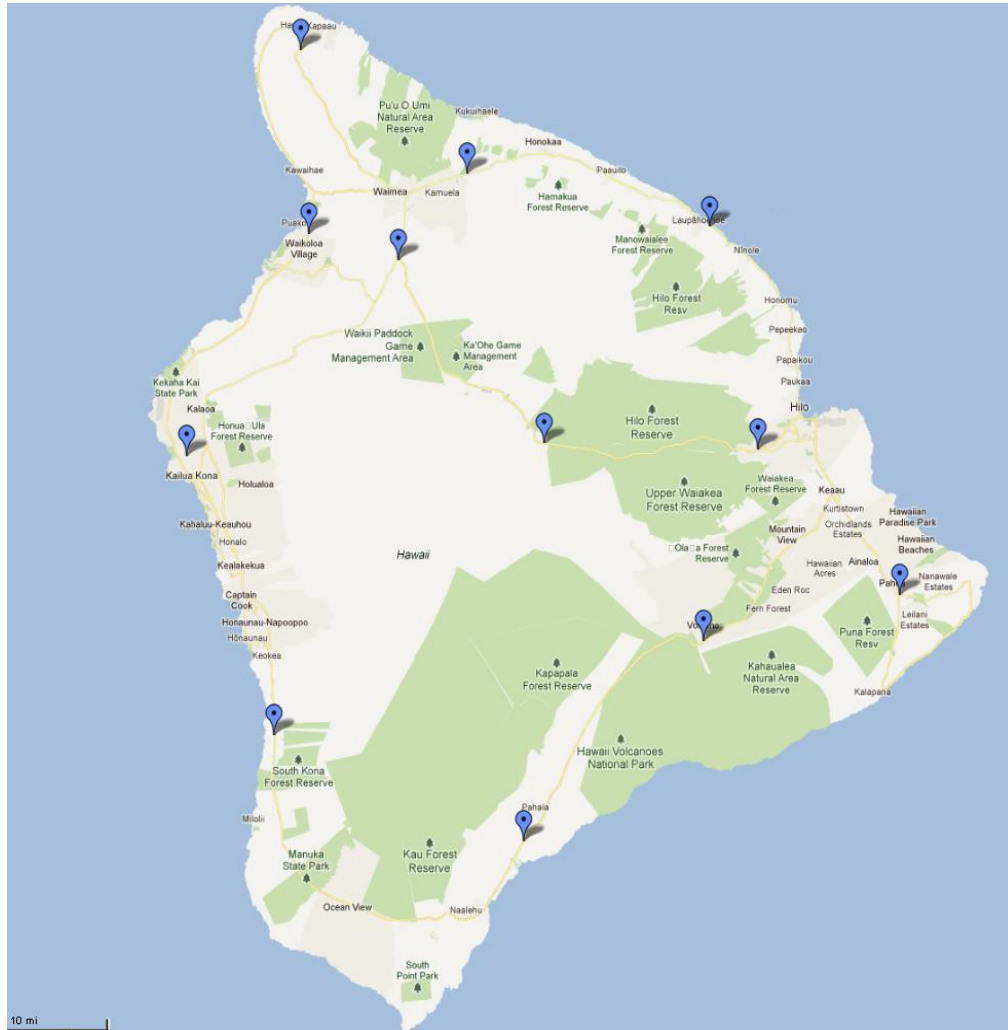 Kapaau
Pu'u O Umi
Natural Area
Reserve
Kukuihaele
Honokaa
Kawaihae
Waimea
Kamuela
Paauilo
Hamakua
Forest Reserve
Waikoloa
Village
Manowaialee
Forest Reserve
Ninole
Hilo Forest
Resv
Honomu
Waikii Paddock
Game
Management Area
Ka'Ohe Game
Management
Area
Pepeekeo
Papaikou
Paukaa
Kekaha Kai
State Park
Kalaoa
Hilo
Hilo Forest
Reserve
Forest Reserve
Kailua Kona
Holualoa
Waiakea
Forest Reserve
Upper Waiakea
Forest Reserve
Keaau
Kurtistown
Hawaiian
Paradise Park
Orchidlands
Estates
Mountain
View
Kahaluu-Keauhou
Honalo
Hawaii
Hawaiian
Beaches
Forest Reserve
Ainaloa
Hawaiian
Acres
Kealakekua
Nanawale
Estates
Eden Roc
Captain
Cook
Fern Forest
Leilani
Estates
Honaunau-Napoopoo
Hōnaunau
Puna Forest
Resv
Keokea
Kapapala
Forest Reserve
Kahaualea
Natural Area
Reserve
Kalapana
Hawaii Volcanoes
National Park
South Kona
Forest Reserve
Pahala
Milolii
Manuka
State Park
Kau Forest
Reserve
Ocean View
Naalehu
South
Point Park
10 mi